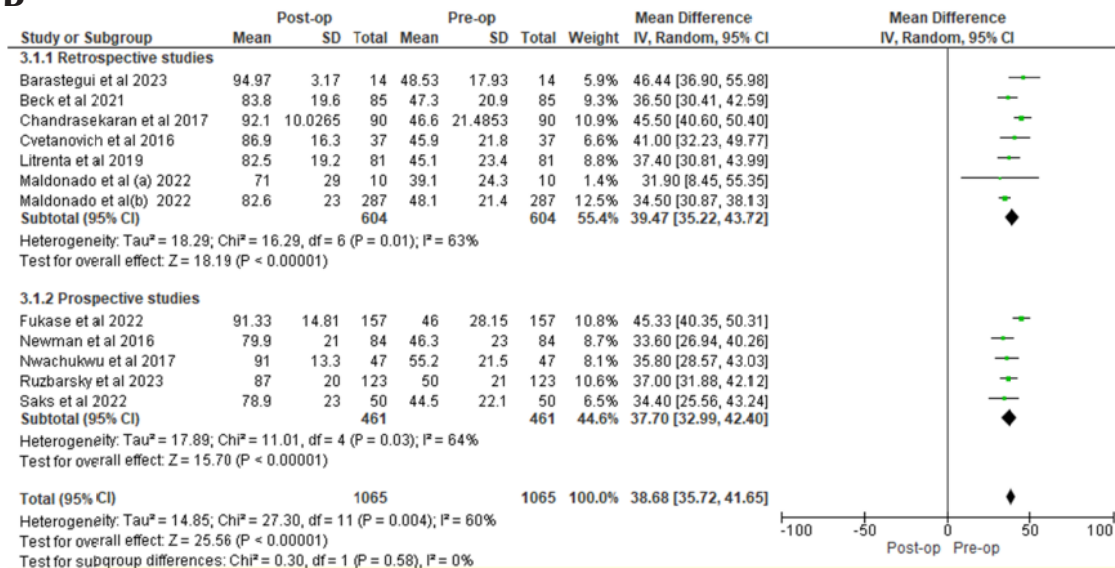 Post-op Pre-op Mean Difference Mean Difference
Study or Subgroup Mean SD Total Mean SD Total Weight IV, Random, 95% CI IV, Random, 95% CI
3.1.1 Retrospective studies
Barastegui et al 2023 94.97 3.17 14 48.53 17.93 14 5.9% 46.44 [36.90, 55.98]
Beck et al 2021 83.8 19.6 85 47.3 20.9 85 9.3% 36.50 [30.41, 42.59]
Chandrasekaran et al 2017 92.1 10.0265 90 46.6 21.4853 90 10.9% 45.50 [40.60, 50.40]
Cvetanovich et al 2016 86.9 16.3 37 45.9 21.8 37 6.6% 41.00 [32.23, 49.77]
Litrenta et al 2019 82.5 19.2 81 45.1 23.4 81 8.8% 37.40 [30.81, 43.99]
Maldonado et al (a) 2022 71 29 10 39.1 24.3 10 1.4% 31.90 [8.45, 55.35]
Maldonado et al(b) 2022 82.6 23 287 48.1 21.4 287 12.5% 34.50 [30.87, 38.13]
Subtotal (95% CI) 604 604 55.4% 39.47 [35.22, 43.72]
Heterogeneity: Tau² = 18.29; Chi² = 16.29, df = 6 (P = 0.01); I² = 63%
Test for overall effect: Z = 18.19 (P < 0.00001)
3.1.2 Prospective studies
Fukase et al 2022 91.33 14.81 157 46 28.15 157 10.8% 45.33 [40.35, 50.31]
Newman et al 2016 79.9 21 84 46.3 23 84 8.7% 33.60 [26.94, 40.26]
Nwachukwu et al 2017 91 13.3 47 55.2 21.5 47 8.1% 35.80 [28.57, 43.03]
Ruzbarsky et al 2023 87 20 123 50 21 123 10.6% 37.00 [31.88, 42.12]
Saks et al 2022 78.9 23 50 44.5 22.1 50 6.5% 34.40 [25.56, 43.24]
Subtotal (95% CI) 461 461 44.6% 37.70 [32.99, 42.40]
Heterogeneity: Tau² = 17.89; Chi² = 11.01, df = 4 (P = 0.03); I² = 64%
Test for overall effect: Z = 15.70 (P < 0.00001)
Total (95% CI) 1065 1065 100.0% 38.68 [35.72, 41.65]
Heterogeneity: Tau² = 14.85; Chi² = 27.30, df = 11 (P = 0.004); I² = 60%
Test for overall effect: Z = 25.56 (P < 0.00001)
Test for subgroup differences: Chi² = 0.30, df = 1 (P = 0.58), I² = 0%
-100 -50 0 50 100
Post-op Pre-op